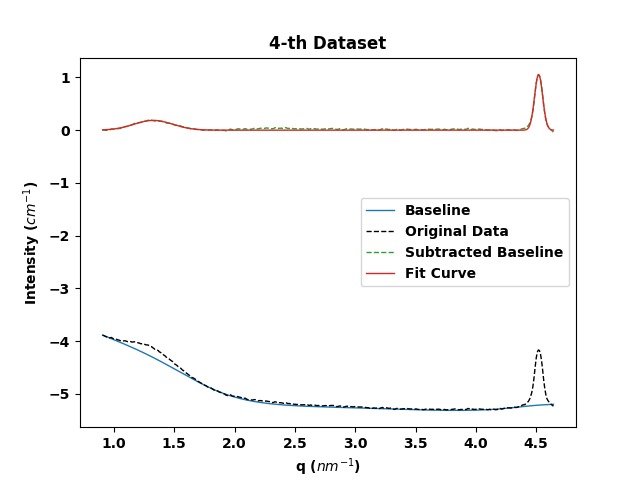 4-th Dataset
Intensity (cm⁻¹)
1
0
−1
−2
−3
−4
−5
Baseline
Original Data
Subtracted Baseline
Fit Curve
1.0 1.5 2.0 2.5 3.0 3.5 4.0 4.5
q (nm⁻¹)